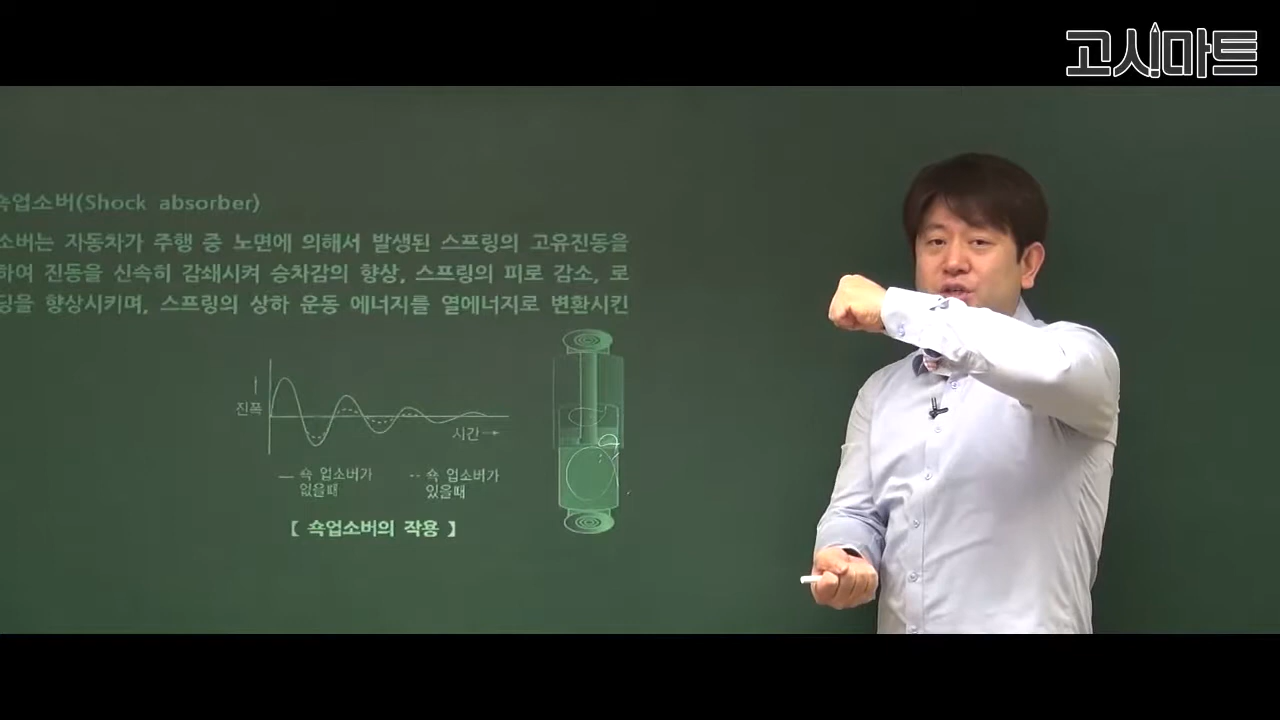 고시마트
쇽업소버(Shock absorber)
소버는 자동차가 주행 중 노면에 의해서 발생된 스프링의 고유진동을
하여 진동을 신속히 감쇄시켜 승차감의 향상, 스프링의 피로 감소, 로
딩을 향상시키며, 스프링의 상하 운동 에너지를 열에너지로 변환시킨
진폭
시간
쇽 업소버가
없을때
쇽 업소버가
있을때
【 쇽업소버의 작용 】